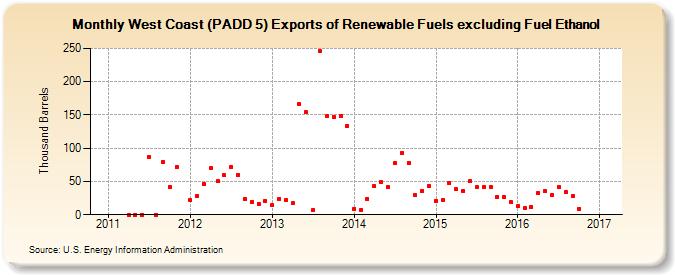 Monthly West Coast (PADD 5) Exports of Renewable Fuels excluding Fuel Ethanol
Thousand Barrels
250
200
150
100
50
0
2011 2012 2013 2014 2015 2016 2017
Source: U.S. Energy Information Administration